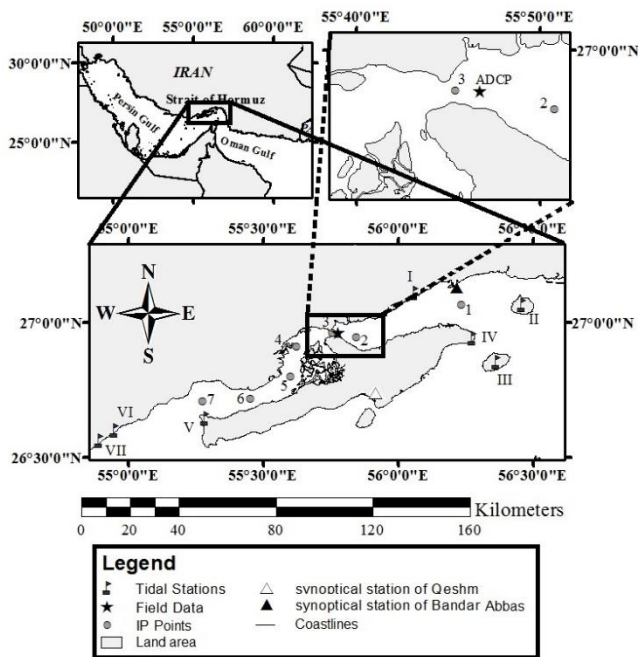 50°0'0"E 55°0'0"E 60°0'0"E
55°40'0"E 55°50'0"E
30°0'0"N
25°0'0"N
IRAN
Strait of Hormuz
Persin Gulf
Oman Gulf
27°0'0"N
3 ADCP
2
55°0'0"E 55°30'0"E 56°0'0"E 56°30'0"E
N
W E
S
27°0'0"N
26°30'0"N
I
1
II
3
2
IV
4
III
5
7 6
VI
V
VII
55°0'0"E 55°30'0"E 56°0'0"E 56°30'0"E
Kilometers
0 20 40 80 120 160
Legend
Tidal Stations
synoptical station of Qeshm
Field Data
synoptical station of Bandar Abbas
IP Points
Coastlines
Land area